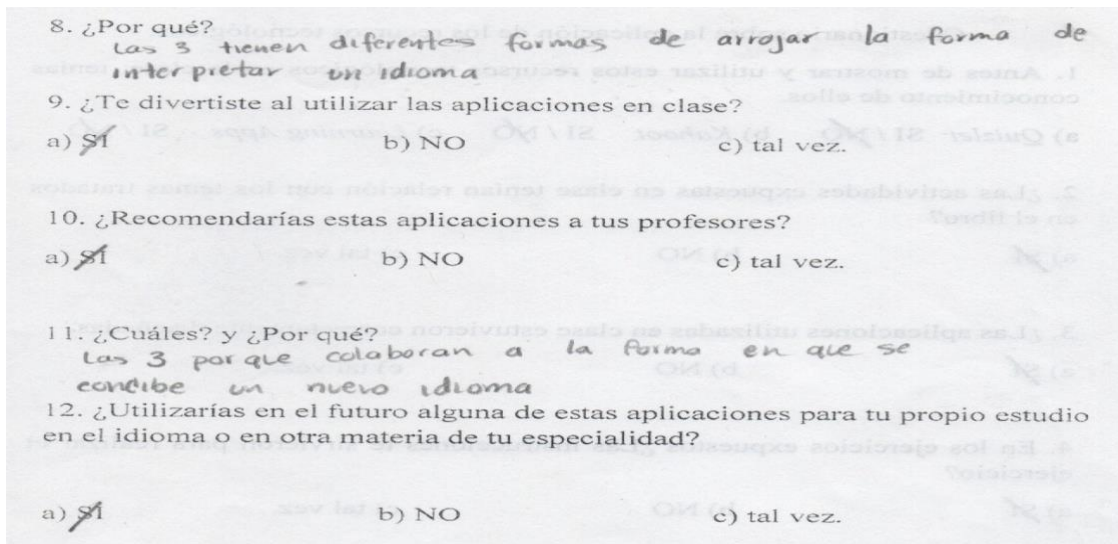 8. ¿Por qué?
Las 3 tienen diferentes formas de arrojar la forma de
interpretar un idioma
9. ¿Te divertiste al utilizar las aplicaciones en clase?
a) SI b) NO c) tal vez.
10. ¿Recomendarías estas aplicaciones a tus profesores?
a) SI b) NO c) tal vez.
11. ¿Cuáles? y ¿Por qué?
Las 3 porque colaboran a la forma en que se
concibe un nuevo idioma
12. ¿Utilizarías en el futuro alguna de estas aplicaciones para tu propio estudio
en el idioma o en otra materia de tu especialidad?
a) SI b) NO c) tal vez.